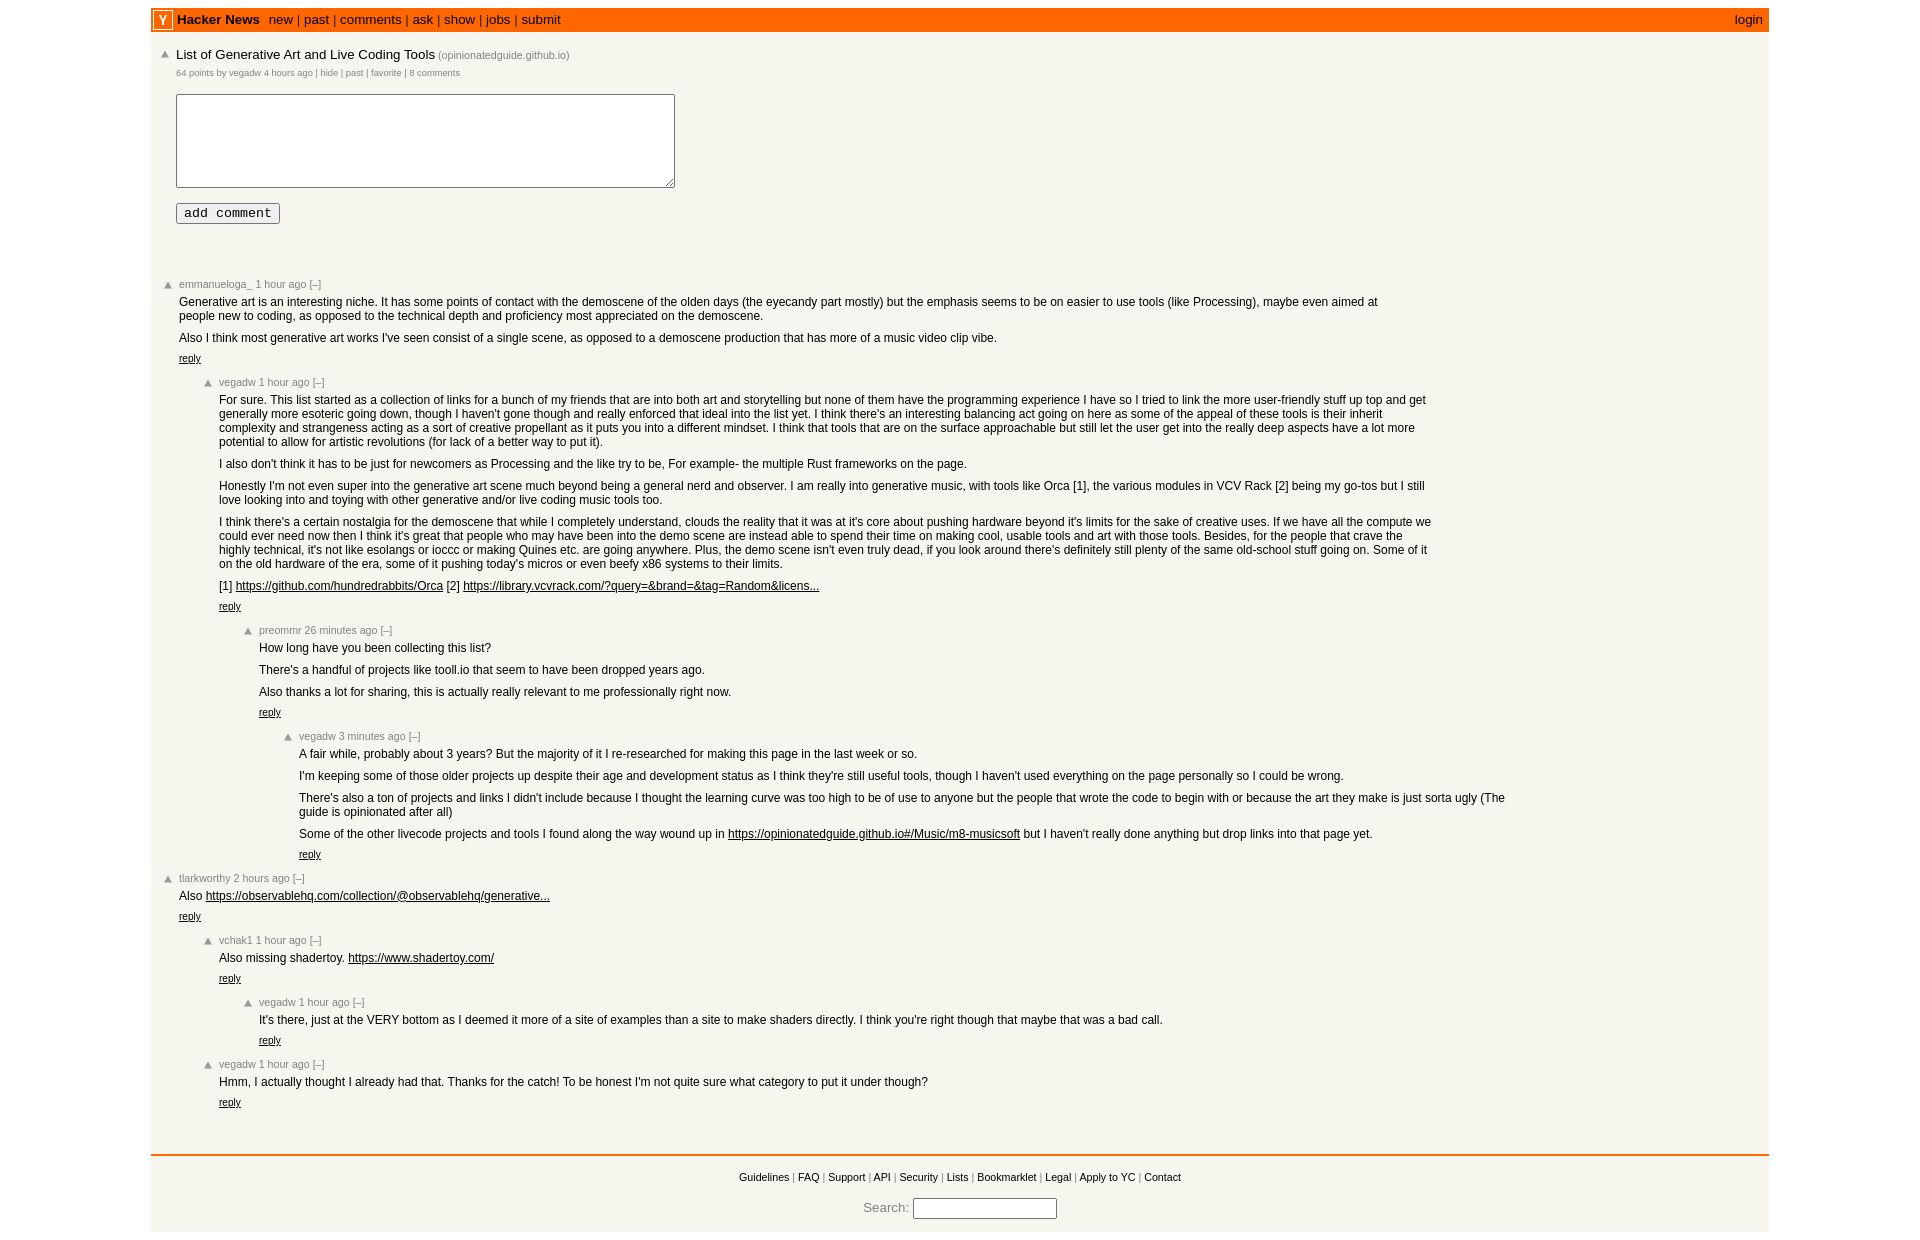 Y Hacker News new | past | comments | ask | show | jobs | submit login
List of Generative Art and Live Coding Tools (opinionatedguide.github.io)
64 points by vegadw 4 hours ago | hide | past | favorite | 8 comments
add comment
emmanueloga_ 1 hour ago [–]
Generative art is an interesting niche. It has some points of contact with the demoscene of the olden days (the eyecandy part mostly) but the emphasis seems to be on easier to use tools (like Processing), maybe even aimed at
people new to coding, as opposed to the technical depth and proficiency most appreciated on the demoscene.
Also I think most generative art works I've seen consist of a single scene, as opposed to a demoscene production that has more of a music video clip vibe.
reply
vegadw 1 hour ago [–]
For sure. This list started as a collection of links for a bunch of my friends that are into both art and storytelling but none of them have the programming experience I have so I tried to link the more user-friendly stuff up top and get
generally more esoteric going down, though I haven't gone though and really enforced that ideal into the list yet. I think there's an interesting balancing act going on here as some of the appeal of these tools is their inherit
complexity and strangeness acting as a sort of creative propellant as it puts you into a different mindset. I think that tools that are on the surface approachable but still let the user get into the really deep aspects have a lot more
potential to allow for artistic revolutions (for lack of a better way to put it).
I also don't think it has to be just for newcomers as Processing and the like try to be, For example- the multiple Rust frameworks on the page.
Honestly I'm not even super into the generative art scene much beyond being a general nerd and observer. I am really into generative music, with tools like Orca [1], the various modules in VCV Rack [2] being my go-tos but I still
love looking into and toying with other generative and/or live coding music tools too.
I think there's a certain nostalgia for the demoscene that while I completely understand, clouds the reality that it was at it's core about pushing hardware beyond it's limits for the sake of creative uses. If we have all the compute we
could ever need now then I think it's great that people who may have been into the demo scene are instead able to spend their time on making cool, usable tools and art with those tools. Besides, for the people that crave the
highly technical, it's not like esolangs or ioccc or making Quines etc. are going anywhere. Plus, the demo scene isn't even truly dead, if you look around there's definitely still plenty of the same old-school stuff going on. Some of it
on the old hardware of the era, some of it pushing today's micros or even beefy x86 systems to their limits.
[1] https://github.com/hundredrabbits/Orca [2] https://library.vcvrack.com/?query=&brand=&tag=Random&licens...
reply
preommr 26 minutes ago [–]
How long have you been collecting this list?
There's a handful of projects like tooll.io that seem to have been dropped years ago.
Also thanks a lot for sharing, this is actually really relevant to me professionally right now.
reply
vegadw 3 minutes ago [–]
A fair while, probably about 3 years? But the majority of it I re-researched for making this page in the last week or so.
I'm keeping some of those older projects up despite their age and development status as I think they're still useful tools, though I haven't used everything on the page personally so I could be wrong.
There's also a ton of projects and links I didn't include because I thought the learning curve was too high to be of use to anyone but the people that wrote the code to begin with or because the art they make is just sorta ugly (The
guide is opinionated after all)
Some of the other livecode projects and tools I found along the way wound up in https://opinionatedguide.github.io#/Music/m8-musicsoft but I haven't really done anything but drop links into that page yet.
reply
tlarkworthy 2 hours ago [–]
Also https://observablehq.com/collection/@observablehq/generative...
reply
vchak1 1 hour ago [–]
Also missing shadertoy. https://www.shadertoy.com/
reply
vegadw 1 hour ago [–]
It's there, just at the VERY bottom as I deemed it more of a site of examples than a site to make shaders directly. I think you're right though that maybe that was a bad call.
reply
vegadw 1 hour ago [–]
Hmm, I actually thought I already had that. Thanks for the catch! To be honest I'm not quite sure what category to put it under though?
reply
Guidelines | FAQ | Support | API | Security | Lists | Bookmarklet | Legal | Apply to YC | Contact
Search: